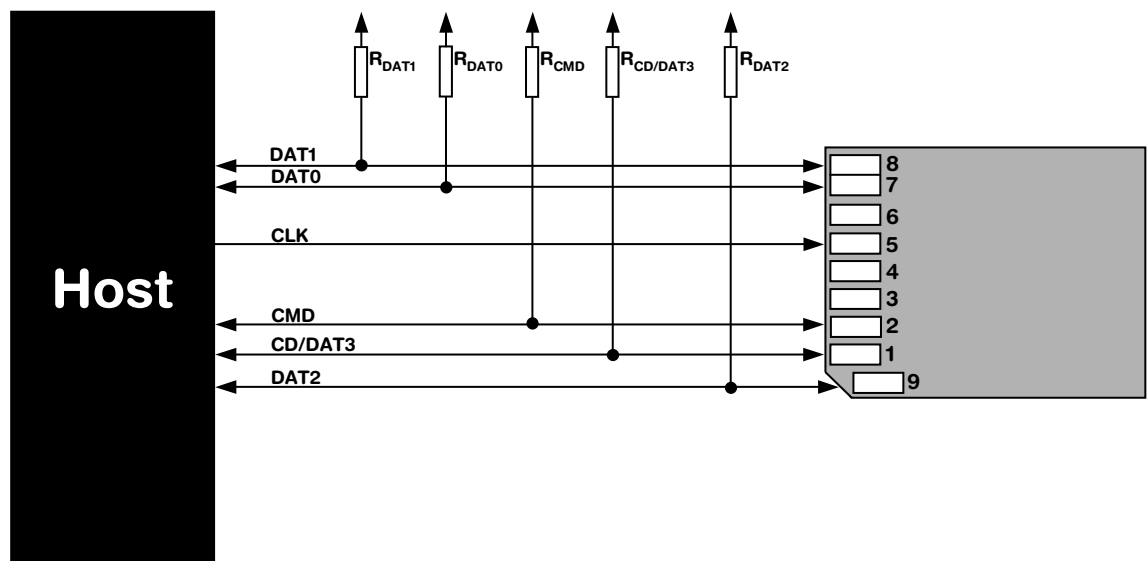 R_DAT1 R_DAT0 R_CMD R_CD/DAT3 R_DAT2
DAT1
DAT0
CLK
CMD
CD/DAT3
DAT2
Host
8
7
6
5
4
3
2
1
9